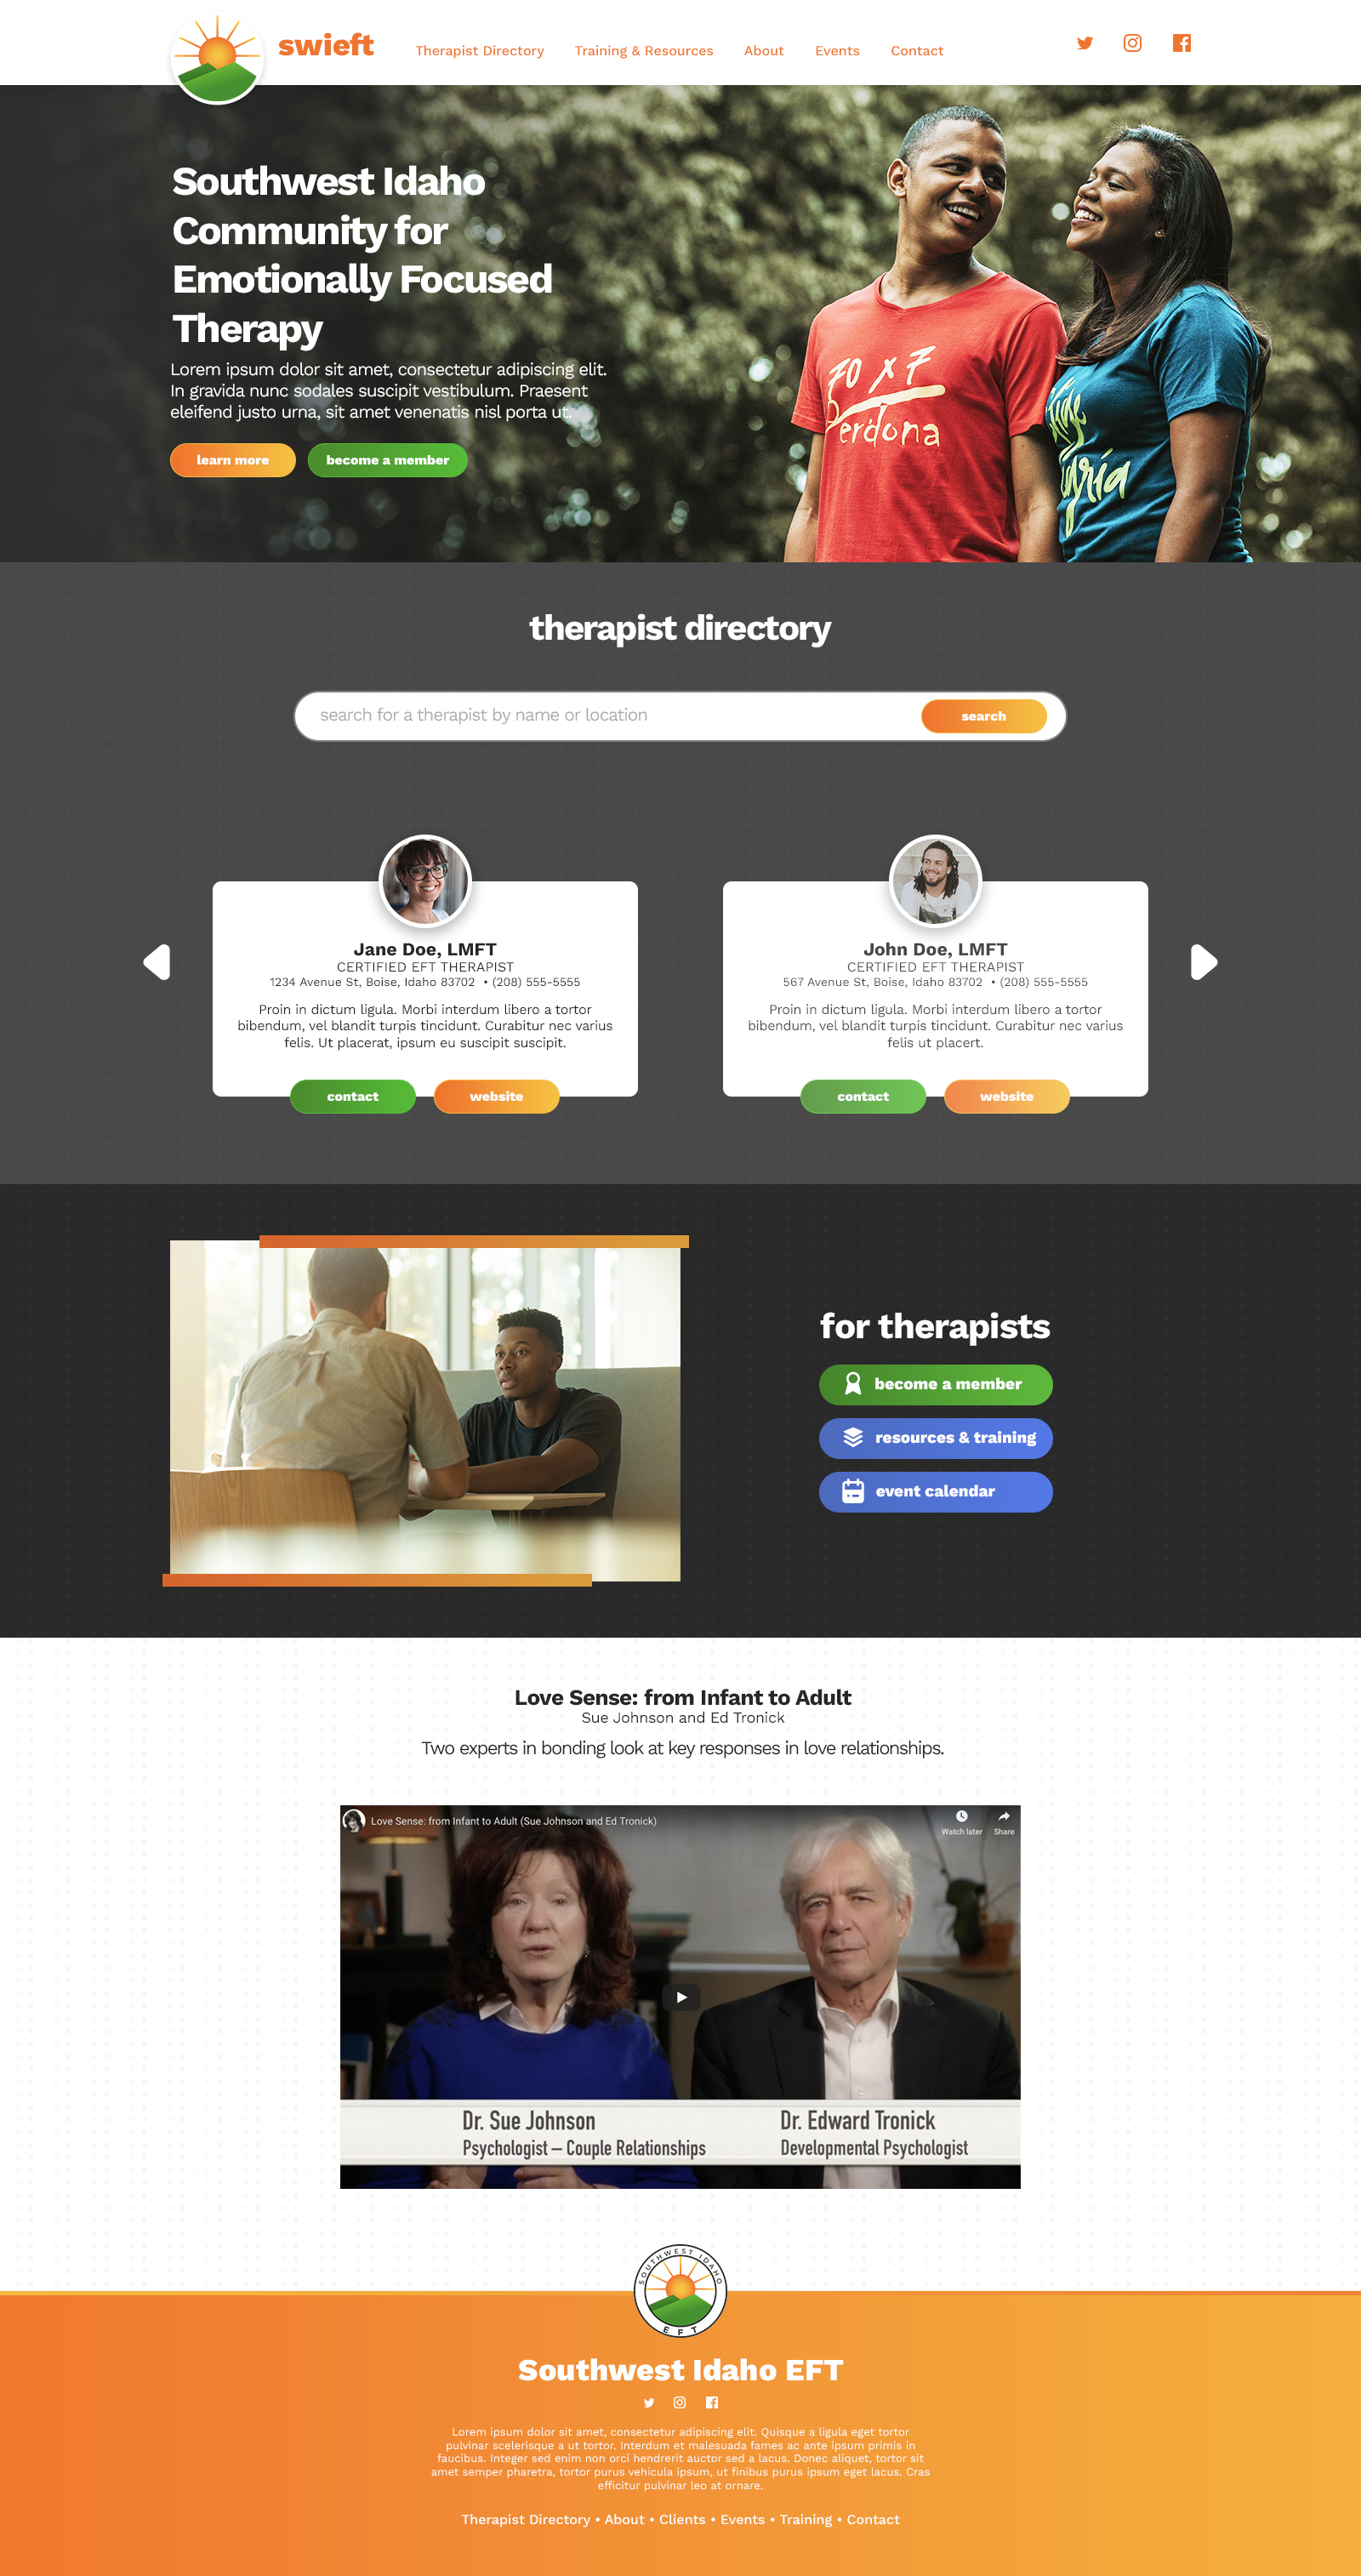 swieft
Therapist Directory
Training & Resources
About
Events
Contact
Southwest Idaho
Community for
Emotionally Focused
Therapy
Lorem ipsum dolor sit amet, consectetur adipiscing elit.
In gravida nunc sodales suscipit vestibulum. Praesent
eleifend justo urna, sit amet venenatis nisl porta ut.
learn more
become a member
70 x 7
Perdona
therapist directory
search for a therapist by name or location
search
Jane Doe, LMFT
CERTIFIED EFT THERAPIST
1234 Avenue St, Boise, Idaho 83702 • (208) 555-5555
Proin in dictum ligula. Morbi interdum libero a tortor
bibendum, vel blandit turpis tincidunt. Curabitur nec varius
felis. Ut placerat, ipsum eu suscipit suscipit.
contact
website
John Doe, LMFT
CERTIFIED EFT THERAPIST
567 Avenue St, Boise, Idaho 83702 • (208) 555-5555
Proin in dictum ligula. Morbi interdum libero a tortor
bibendum, vel blandit turpis tincidunt. Curabitur nec varius
felis ut placert.
contact
website
for therapists
become a member
resources & training
event calendar
Love Sense: from Infant to Adult
Sue Johnson and Ed Tronick
Two experts in bonding look at key responses in love relationships.
Love Sense: from Infant to Adult (Sue Johnson and Ed Tronick)
Watch later
Share
Dr. Sue Johnson
Psychologist – Couple Relationships
Dr. Edward Tronick
Developmental Psychologist
SOUTHWEST IDAHO
EFT
Southwest Idaho EFT
Lorem ipsum dolor sit amet, consectetur adipiscing elit. Quisque a ligula eget tortor
pulvinar scelerisque a ut tortor. Interdum et malesuada fames ac ante ipsum primis in
faucibus. Integer sed enim non orci hendrerit auctor sed a lacus. Donec aliquet, tortor sit
amet semper pharetra, tortor purus vehicula ipsum, ut finibus purus ipsum eget lacus. Cras
efficitur pulvinar leo at ornare.
Therapist Directory • About • Clients • Events • Training • Contact